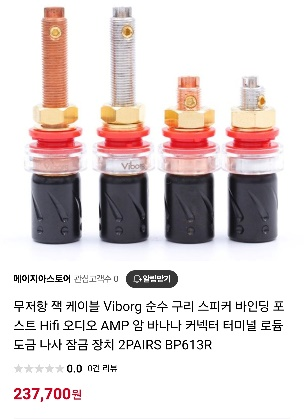 Viborg
메이지아스토어 관심고객수 0 알림받기
무저항 잭 케이블 Viborg 순수 구리 스피커 바인딩 포
스트 Hifi 오디오 AMP 암 바나나 커넥터 터미널 로듐
도금 나사 잠금 장치 2PAIRS BP613R
★★★★★ 0.0 0건 리뷰
237,700원